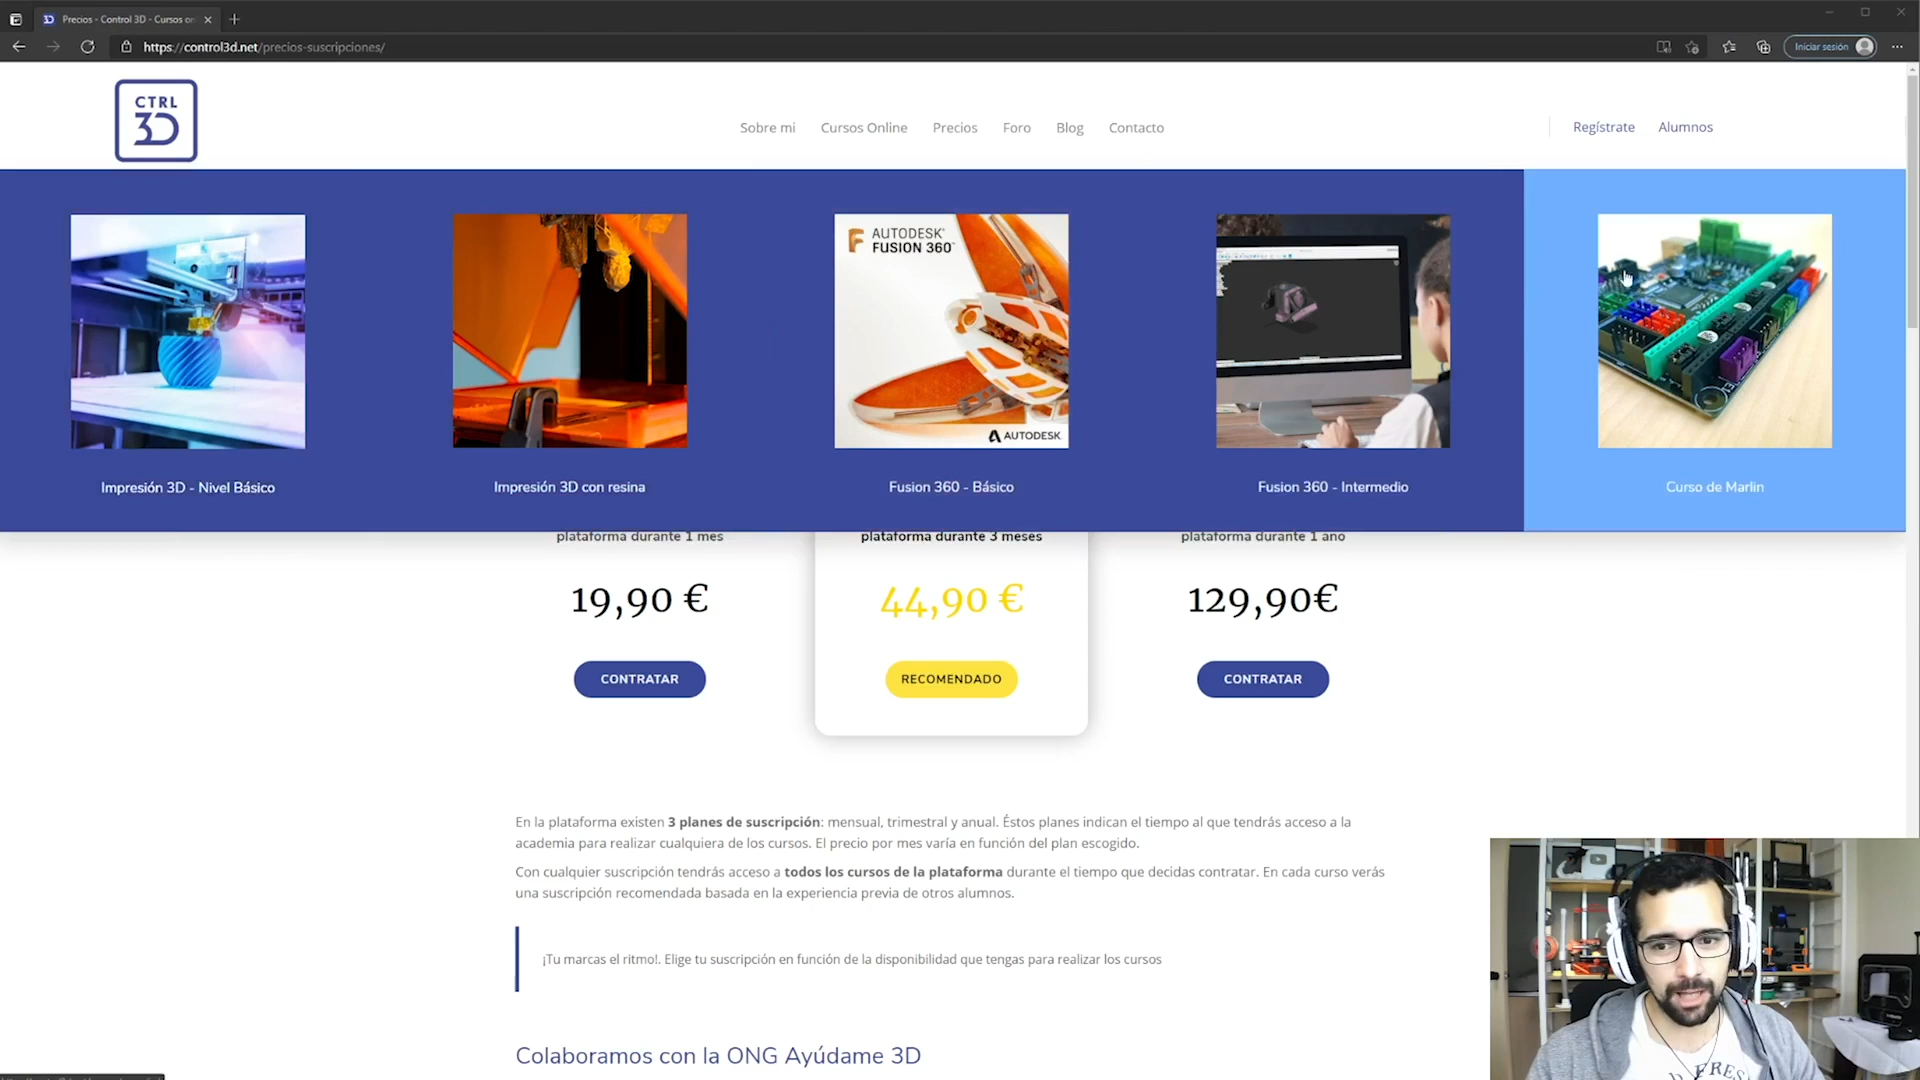 Precios - Control 3D - Cursos on
https://control3d.net/precios-suscripciones/
Iniciar sesión
CTRL
3D
Sobre mi
Cursos Online
Precios
Foro
Blog
Contacto
Regístrate
Alumnos
AUTODESK
FUSION 360
AUTODESK
Impresión 3D - Nivel Básico
Impresión 3D con resina
Fusion 360 - Básico
Fusion 360 - Intermedio
Curso de Marlin
plataforma durante 1 mes
plataforma durante 3 meses
plataforma durante 1 año
19,90 €
44,90 €
129,90€
CONTRATAR
RECOMENDADO
CONTRATAR
En la plataforma existen 3 planes de suscripción: mensual, trimestral y anual. Éstos planes indican el tiempo al que tendrás acceso a la
academia para realizar cualquiera de los cursos. El precio por mes varía en función del plan escogido.
Con cualquier suscripción tendrás acceso a todos los cursos de la plataforma durante el tiempo que decidas contratar. En cada curso verás
una suscripción recomendada basada en la experiencia previa de otros alumnos.
¡Tu marcas el ritmo!. Elige tu suscripción en función de la disponibilidad que tengas para realizar los cursos
Colaboramos con la ONG Ayúdame 3D